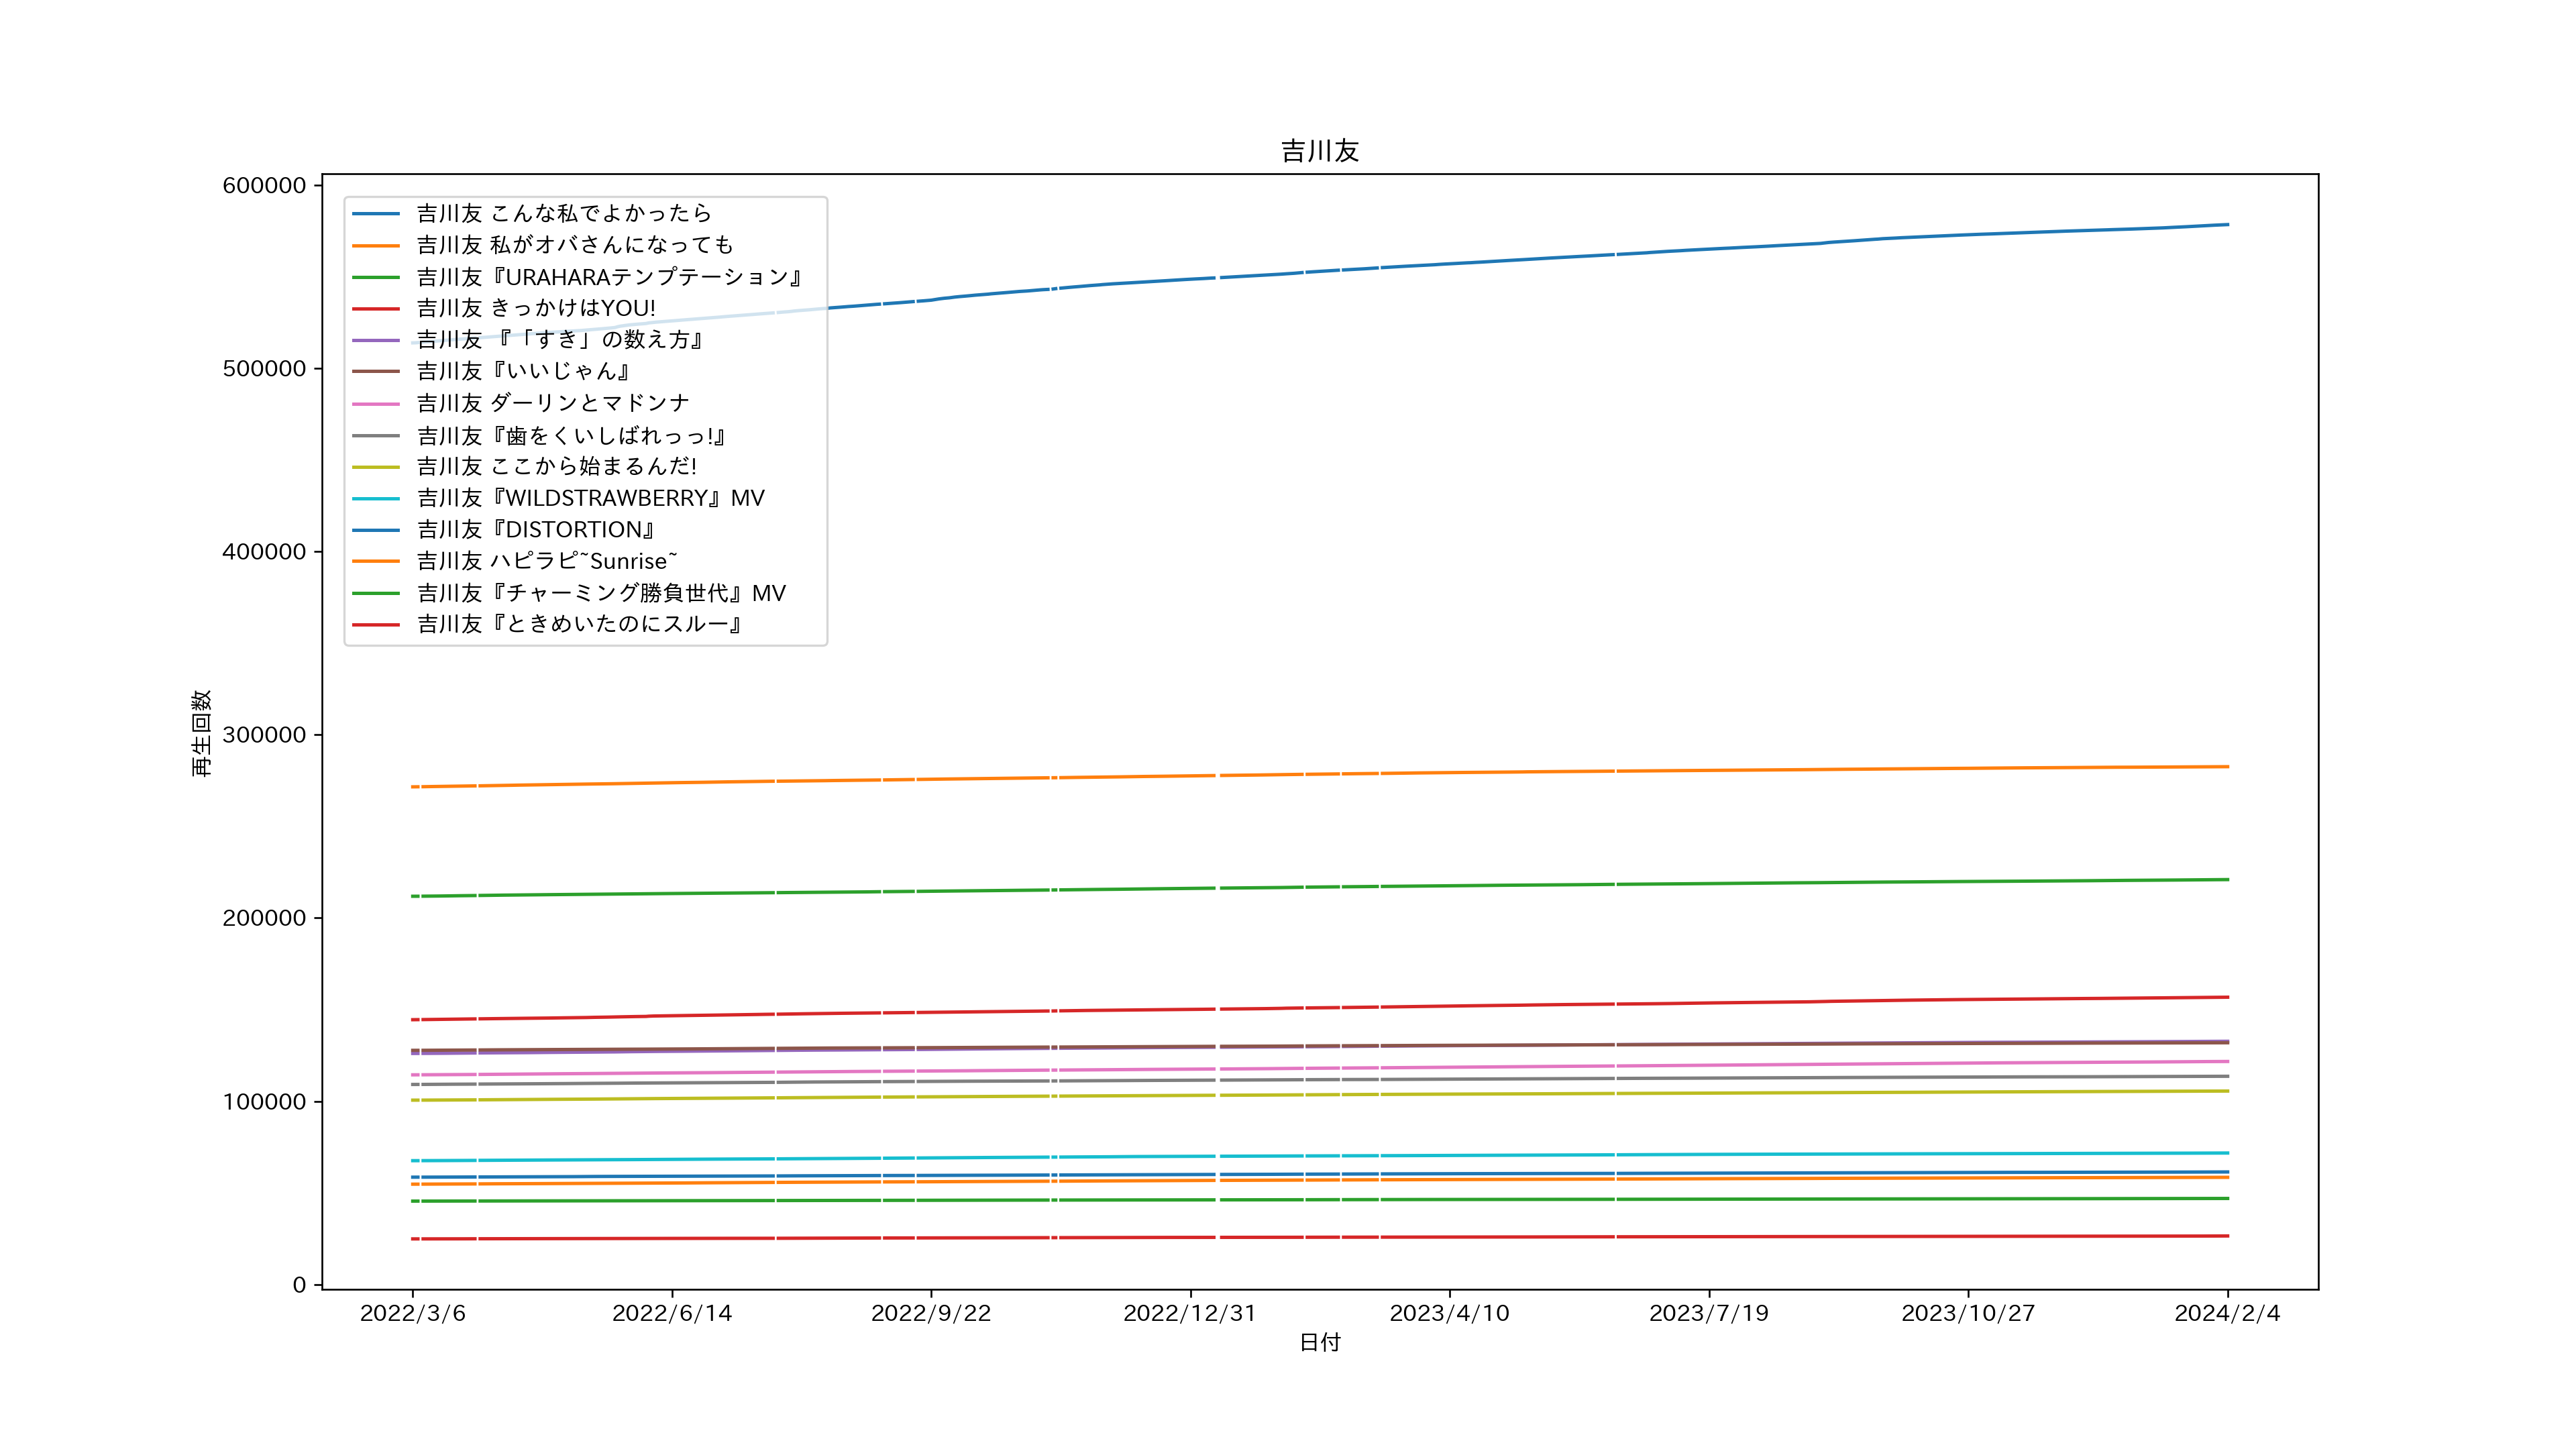 吉川友
600000
500000
400000
300000
200000
100000
0
再生回数
吉川友 こんな私でよかったら
吉川友 私がオバさんになっても
吉川友『URAHARAテンプテーション』
吉川友 きっかけはYOU!
吉川友 『「すき」の数え方』
吉川友『いいじゃん』
吉川友 ダーリンとマドンナ
吉川友『歯をくいしばれっっ!』
吉川友 ここから始まるんだ!
吉川友『WILDSTRAWBERRY』MV
吉川友『DISTORTION』
吉川友 ハピラピ~Sunrise~
吉川友『チャーミング勝負世代』MV
吉川友『ときめいたのにスルー』
2022/3/6 2022/6/14 2022/9/22 2022/12/31 2023/4/10 2023/7/19 2023/10/27 2024/2/4
日付